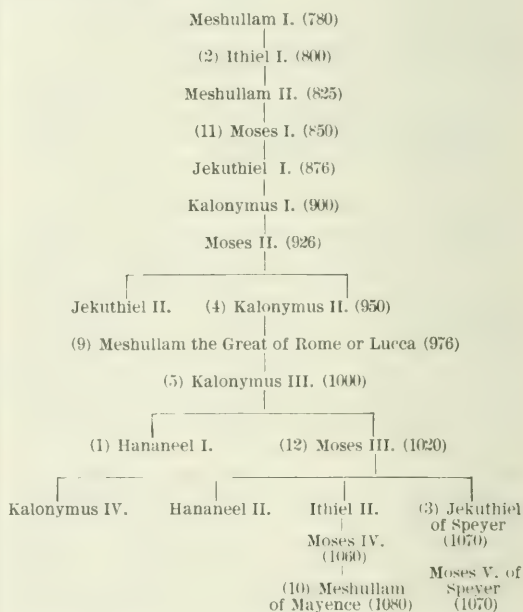 Meshullam I. (780)
(2) Ithiel I. (800)
Meshullam II. (825)
(11) Moses I. (850)
Jekuthiel I. (876)
Kalonymus I. (900)
Moses II. (926)
Jekuthiel II. (4) Kalonymus II. (950)
(9) Meshullam the Great of Rome or Lucca (976)
(5) Kalonymus III. (1000)
(1) Hananeel I. (12) Moses III. (1020)
Kalonymus IV. Hananeel II. Ithiel II. (3) Jekuthiel
of Speyer
(1070)
Moses IV.
(1060)
(10) Meshullam
of Mayence (1080)
Moses V. of
Speyer
(1070)